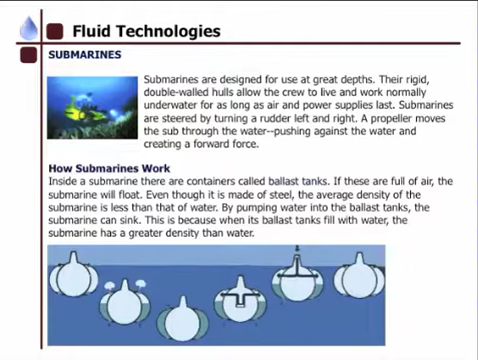 Fluid Technologies
SUBMARINES
Submarines are designed for use at great depths. Their rigid,
double-walled hulls allow the crew to live and work normally
underwater for as long as air and power supplies last. Submarines
are steered by turning a rudder left and right. A propeller moves
the sub through the water--pushing against the water and
creating a forward force.
How Submarines Work
Inside a submarine there are containers called ballast tanks. If these are full of air, the
submarine will float. Even though it is made of steel, the average density of the
submarine is less than that of water. By pumping water into the ballast tanks, the
submarine can sink. This is because when its ballast tanks fill with water, the
submarine has a greater density than water.